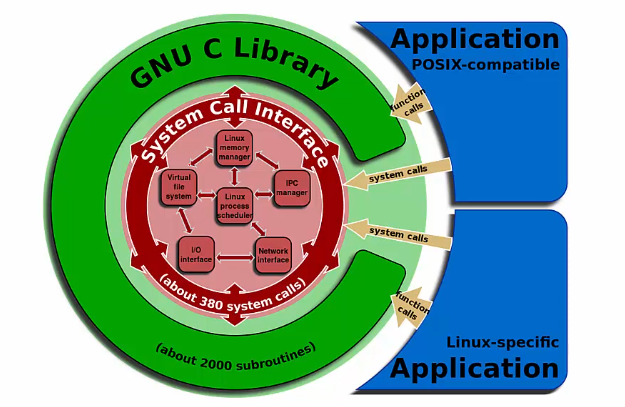 GNU C Library
System Call Interface
Linux
memory
manager
Virtual
file
system
IPC
manager
Linux
process
scheduler
I/O
interface
Network
interface
(about 380 system calls)
(about 2000 subroutines)
Application
POSIX-compatible
function
calls
system calls
system calls
function
calls
Linux-specific
Application